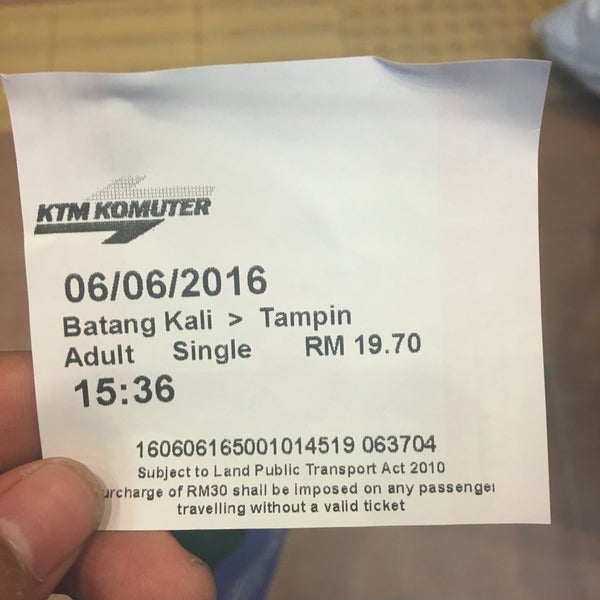 KTM KOMUTER
06/06/2016
Batang Kali > Tampin
Adult Single RM 19.70
15:36
160606165001014519 063704
Subject to Land Public Transport Act 2010
urcharge of RM30 shall be imposed on any passenger
travelling without a valid ticket